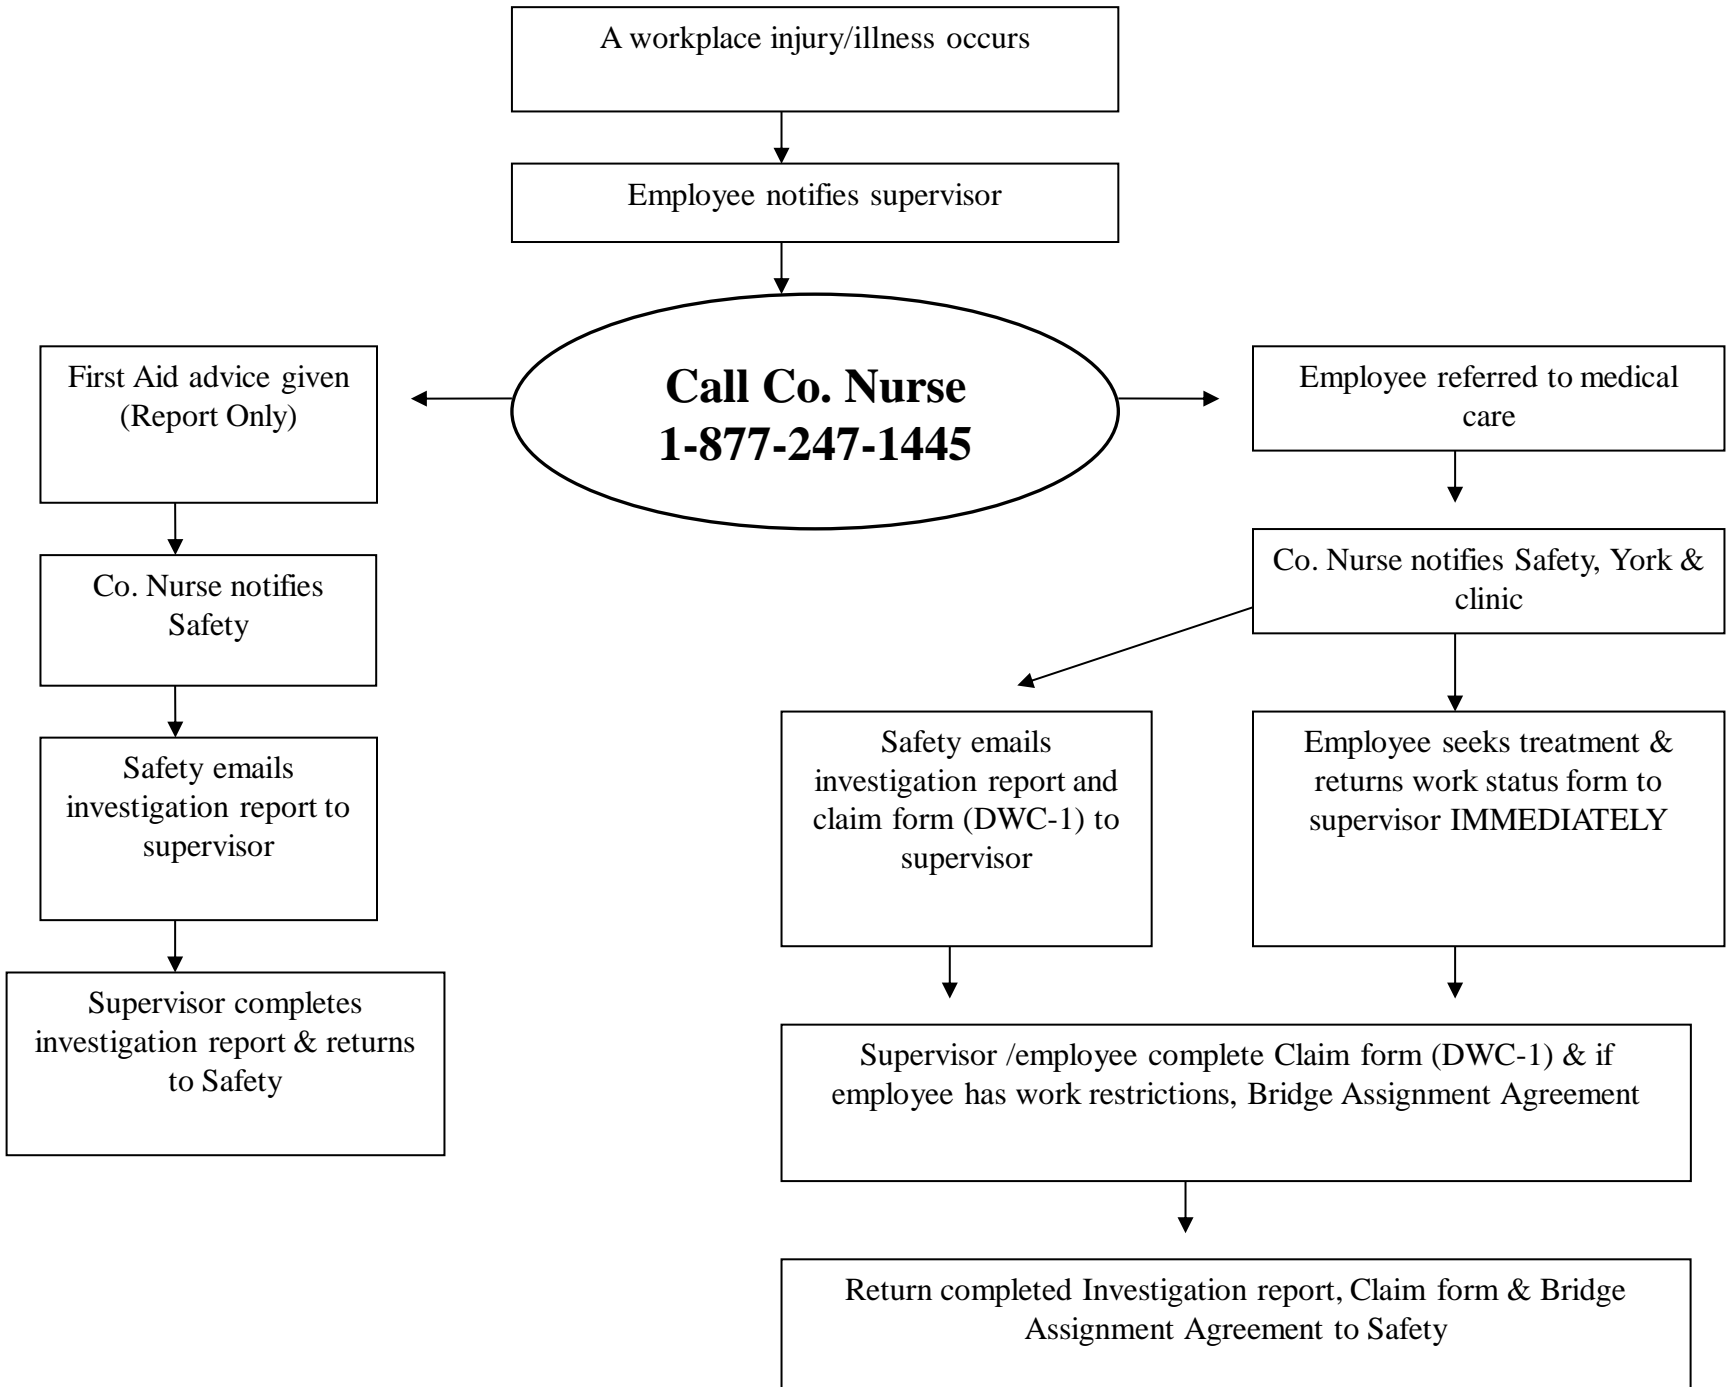 A workplace injury/illness occurs
Employee notifies supervisor
Call Co. Nurse
1-877-247-1445
First Aid advice given
(Report Only)
Co. Nurse notifies
Safety
Safety emails
investigation report to
supervisor
Supervisor completes
investigation report & returns
to Safety
Employee referred to medical
care
Co. Nurse notifies Safety, York &
clinic
Safety emails
investigation report and
claim form (DWC-1) to
supervisor
Employee seeks treatment &
returns work status form to
supervisor IMMEDIATELY
Supervisor /employee complete Claim form (DWC-1) & if
employee has work restrictions, Bridge Assignment Agreement
Return completed Investigation report, Claim form & Bridge
Assignment Agreement to Safety